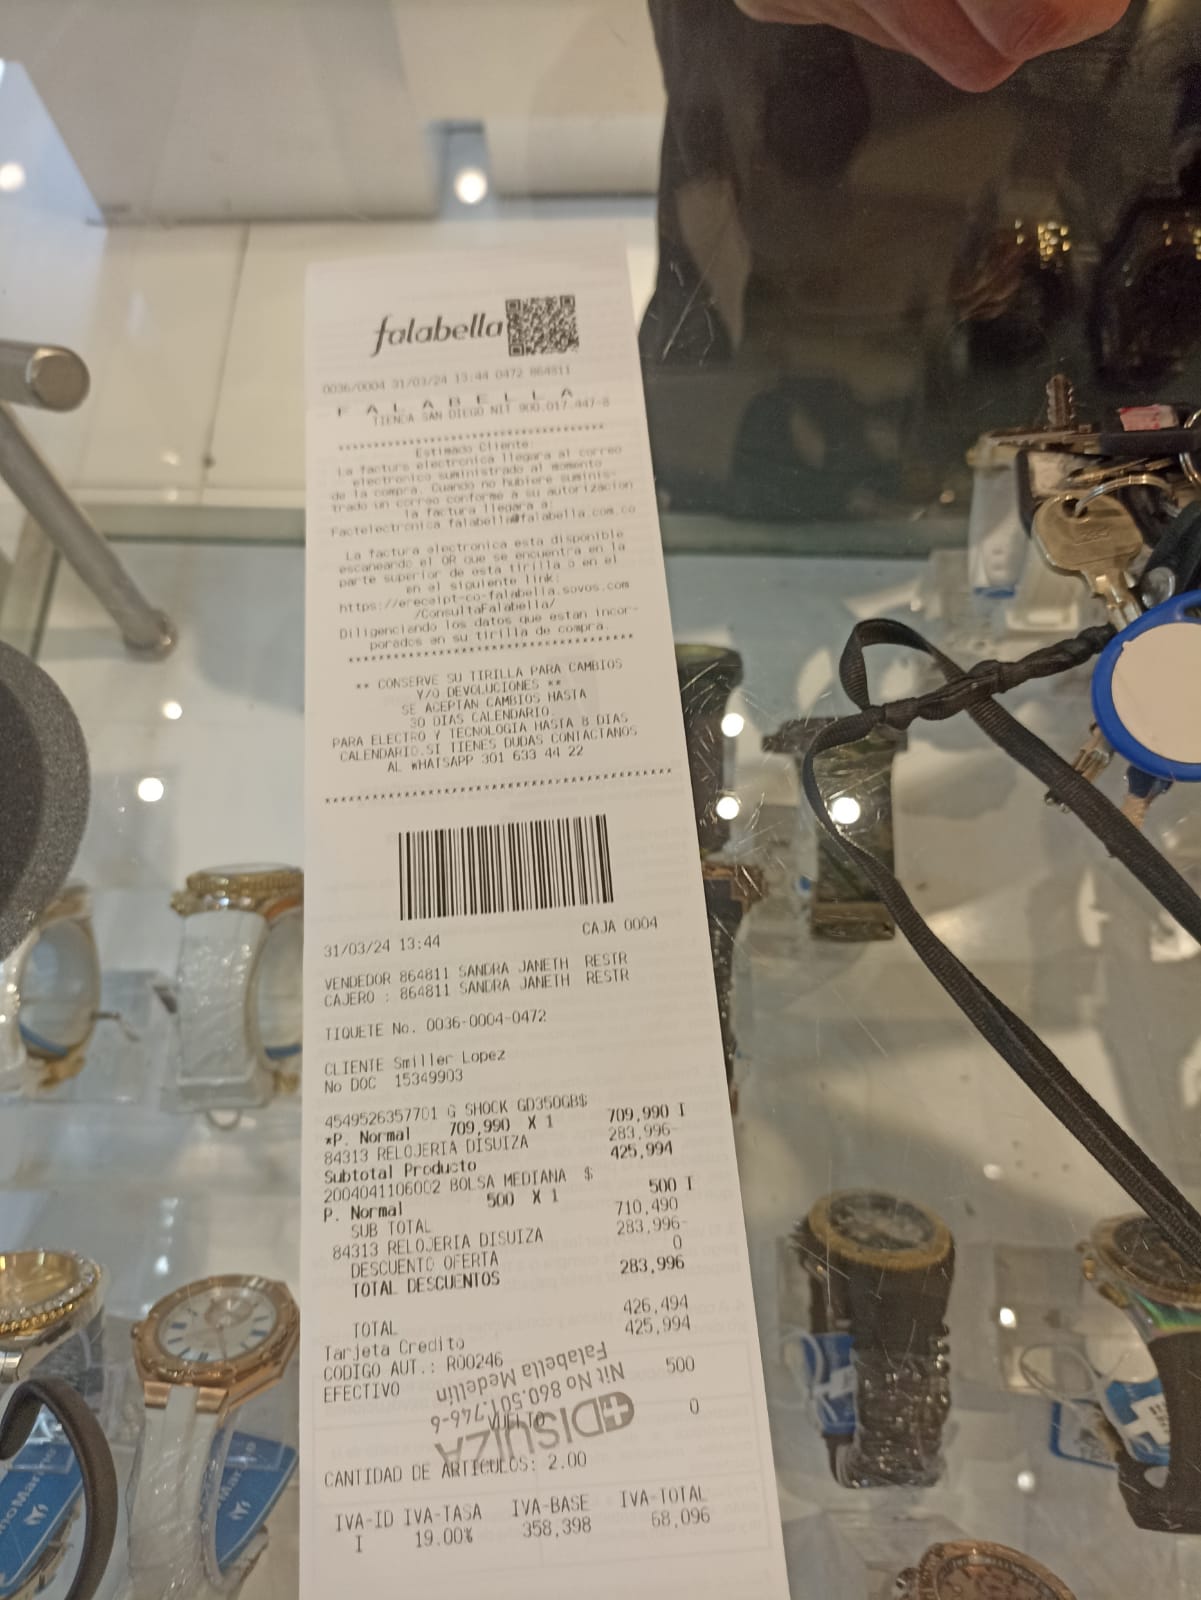 falabella
0036/0004 31/03/24 13:44 0472 864811
F A L A B E L L A
TIENDA SAN DIEGO NIT 900.017.447-8
****************************************
Estimado Cliente:
La factura electronica llegara al correo
electronico suministrado al momento
de la compra. Cuando no hubiere suminis-
trado un correo conforme a su autorizacion
la factura llegara a:
Factelectronica falabella@falabella.com.co
La factura electronica esta disponible
escaneando el QR que se encuentra en la
parte superior de esta tirilla o en el
en el siguiente link:
https://ereceipt-co-falabella.sovos.com
/ConsultaFalabella/
Diligenciando los datos que estan incor-
porados en su tirilla de compra.
****************************************
** CONSERVE SU TIRILLA PARA CAMBIOS
Y/O DEVOLUCIONES **
SE ACEPTAN CAMBIOS HASTA
30 DIAS CALENDARIO.
PARA ELECTRO Y TECNOLOGIA HASTA 8 DIAS
CALENDARIO.SI TIENES DUDAS CONTACTANOS
AL WHATSAPP 301 633 44 22
****************************************
31/03/24 13:44 CAJA 0004
VENDEDOR 864811 SANDRA JANETH RESTR
CAJERO : 864811 SANDRA JANETH RESTR
TIQUETE No. 0036-0004-0472
CLIENTE Smiller Lopez
No DOC 15349903
4549526357701 G SHOCK GD350GB$
*P. Normal 709,990 X 1 709,990 I
84313 RELOJERIA DISUIZA 283,996-
Subtotal Producto 425,994
2004041106002 BOLSA MEDIANA $
P. Normal 500 X 1 500 I
SUB TOTAL 710,490
84313 RELOJERIA DISUIZA 283,996-
DESCUENTO OFERTA 0
TOTAL DESCUENTOS 283,996
TOTAL 426,494
Tarjeta Credito 425,994
CODIGO AUT.: R00246
EFECTIVO 500
VUELTO 0
DISUIZA
Nit No 860.501.746-6
Falabella Medellín
CANTIDAD DE ARTICULOS: 2.00
IVA-ID IVA-TASA IVA-BASE IVA-TOTAL
I 19.00% 358,398 68,096